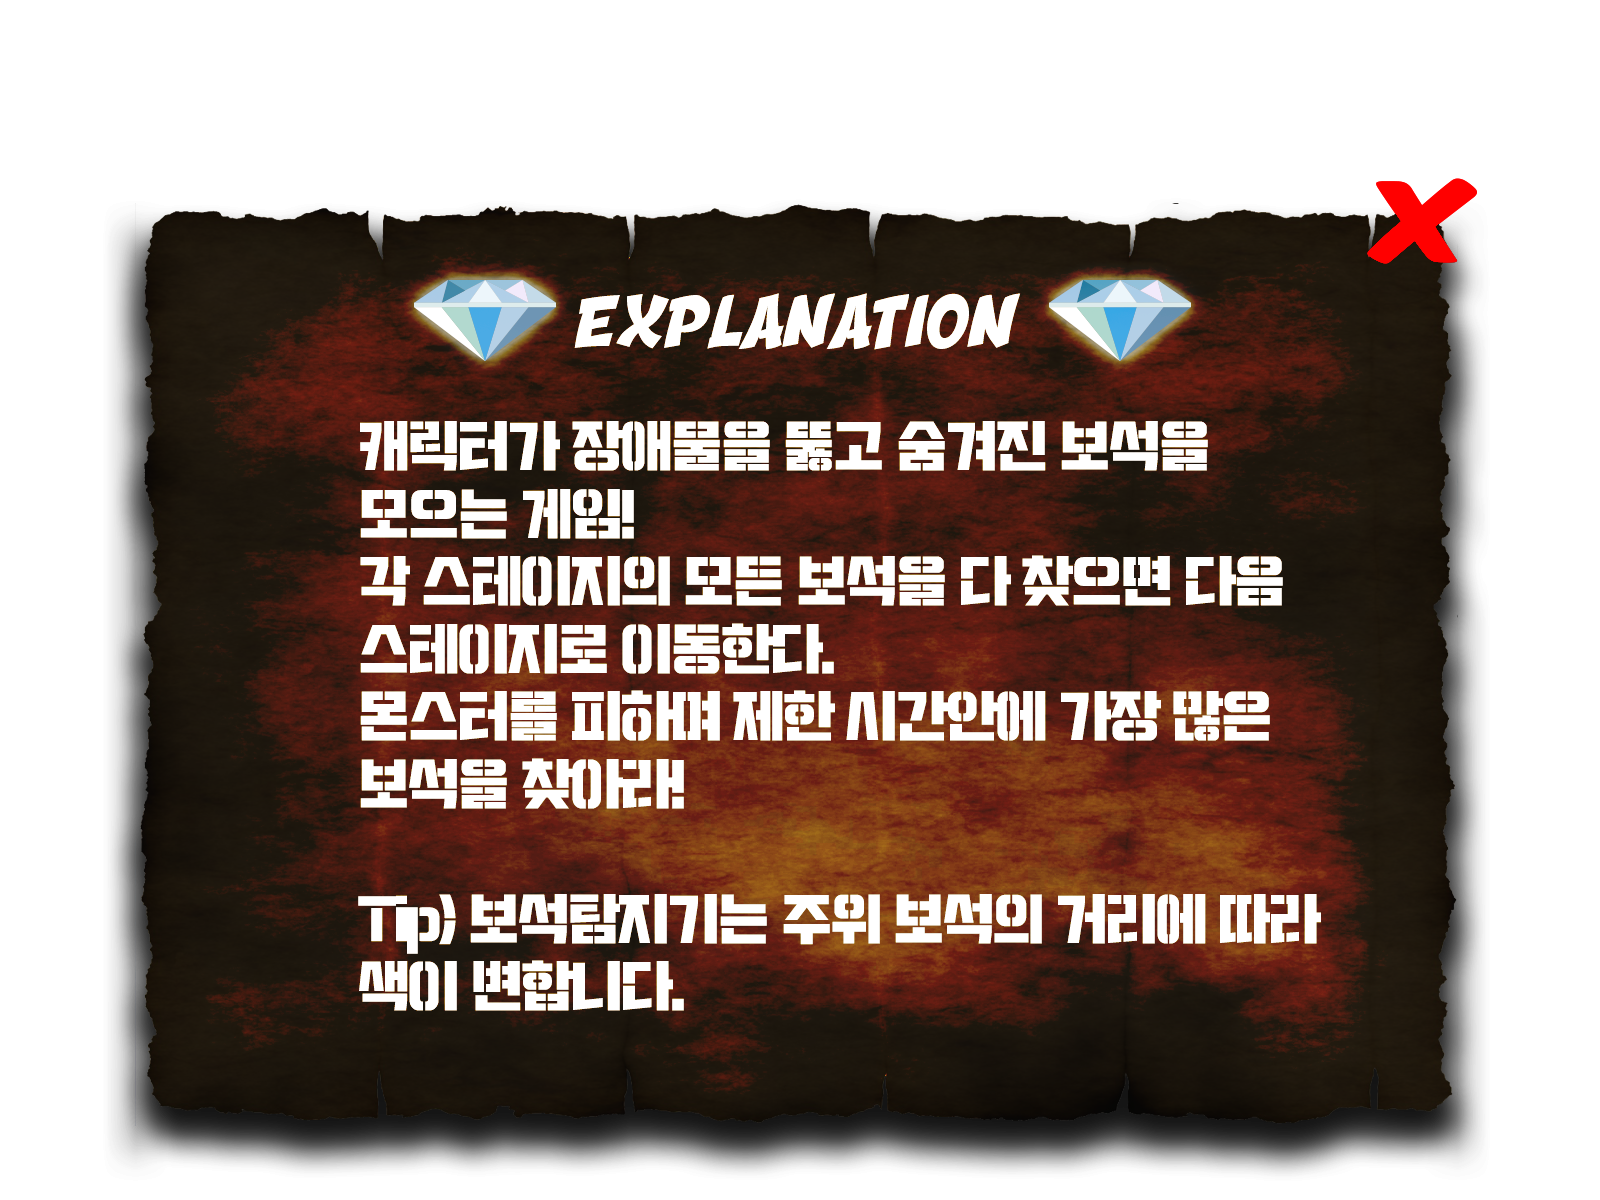 EXPLANATION
캐릭터가 장애물을 뚫고 숨겨진 보석을
모으는 게임!
각 스테이지의 모든 보석을 다 찾으면 다음
스테이지로 이동한다.
몬스터를 피하며 제한 시간안에 가장 많은
보석을 찾아라!
Tip) 보석탐지기는 주위 보석의 거리에 따라
색이 변합니다.